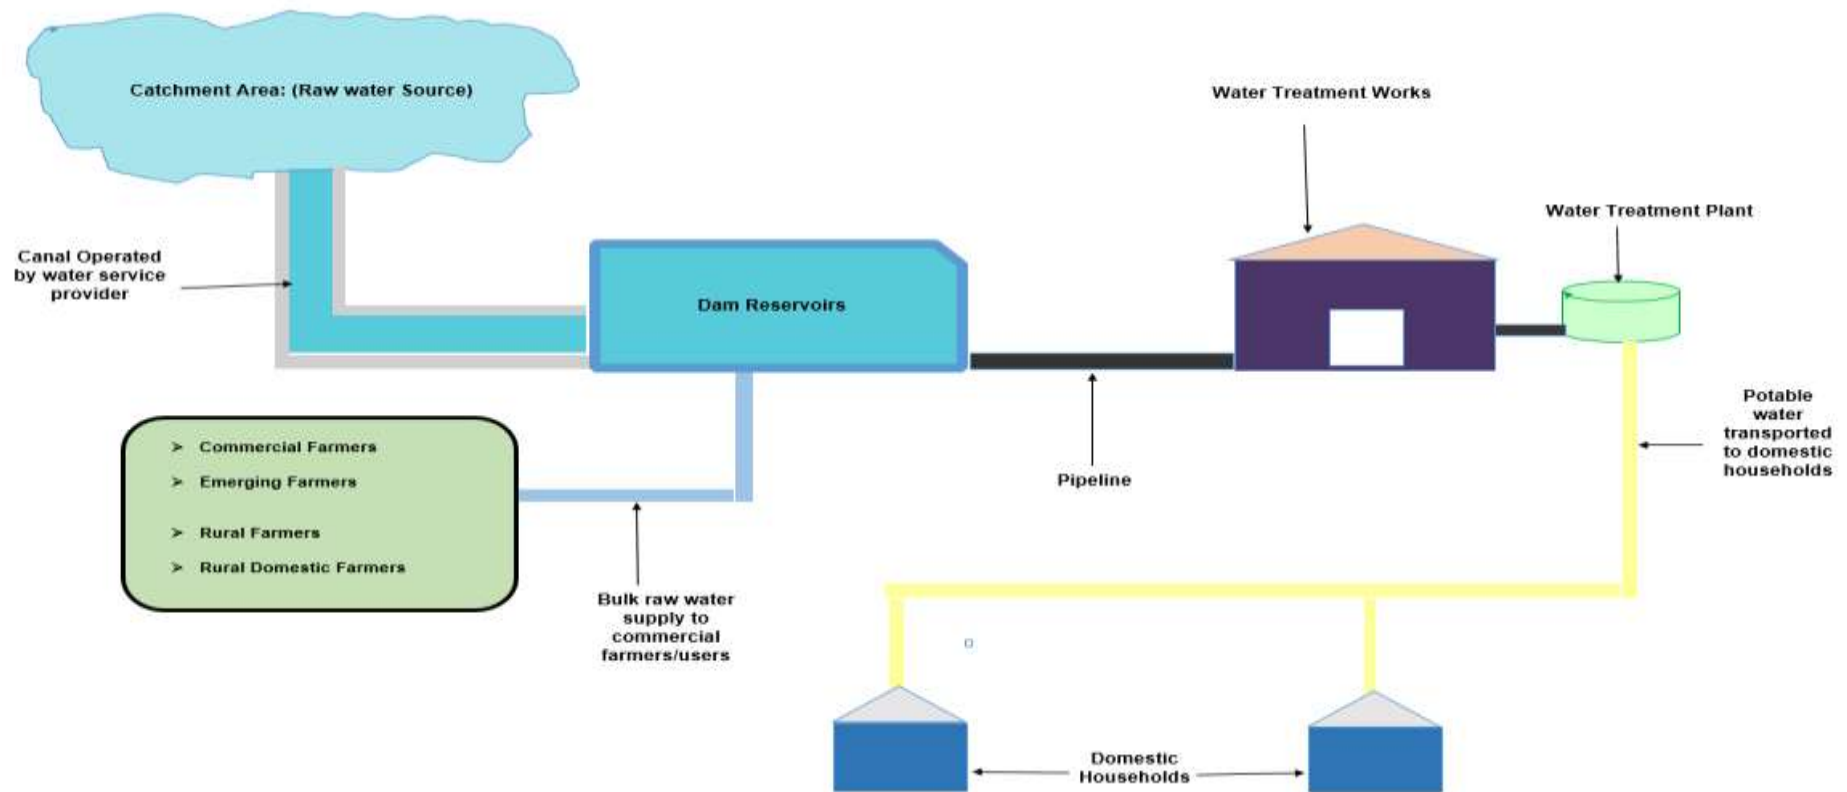 Catchment Area: (Raw water Source)
Water Treatment Works
Water Treatment Plant
Canal Operated
by water service
provider
Dam Reservoirs
Potable
water
transported
to domestic
households
➢ Commercial Farmers
➢ Emerging Farmers
➢ Rural Farmers
➢ Rural Domestic Farmers
Pipeline
Bulk raw water
supply to
commercial
farmers/users
Domestic
Households